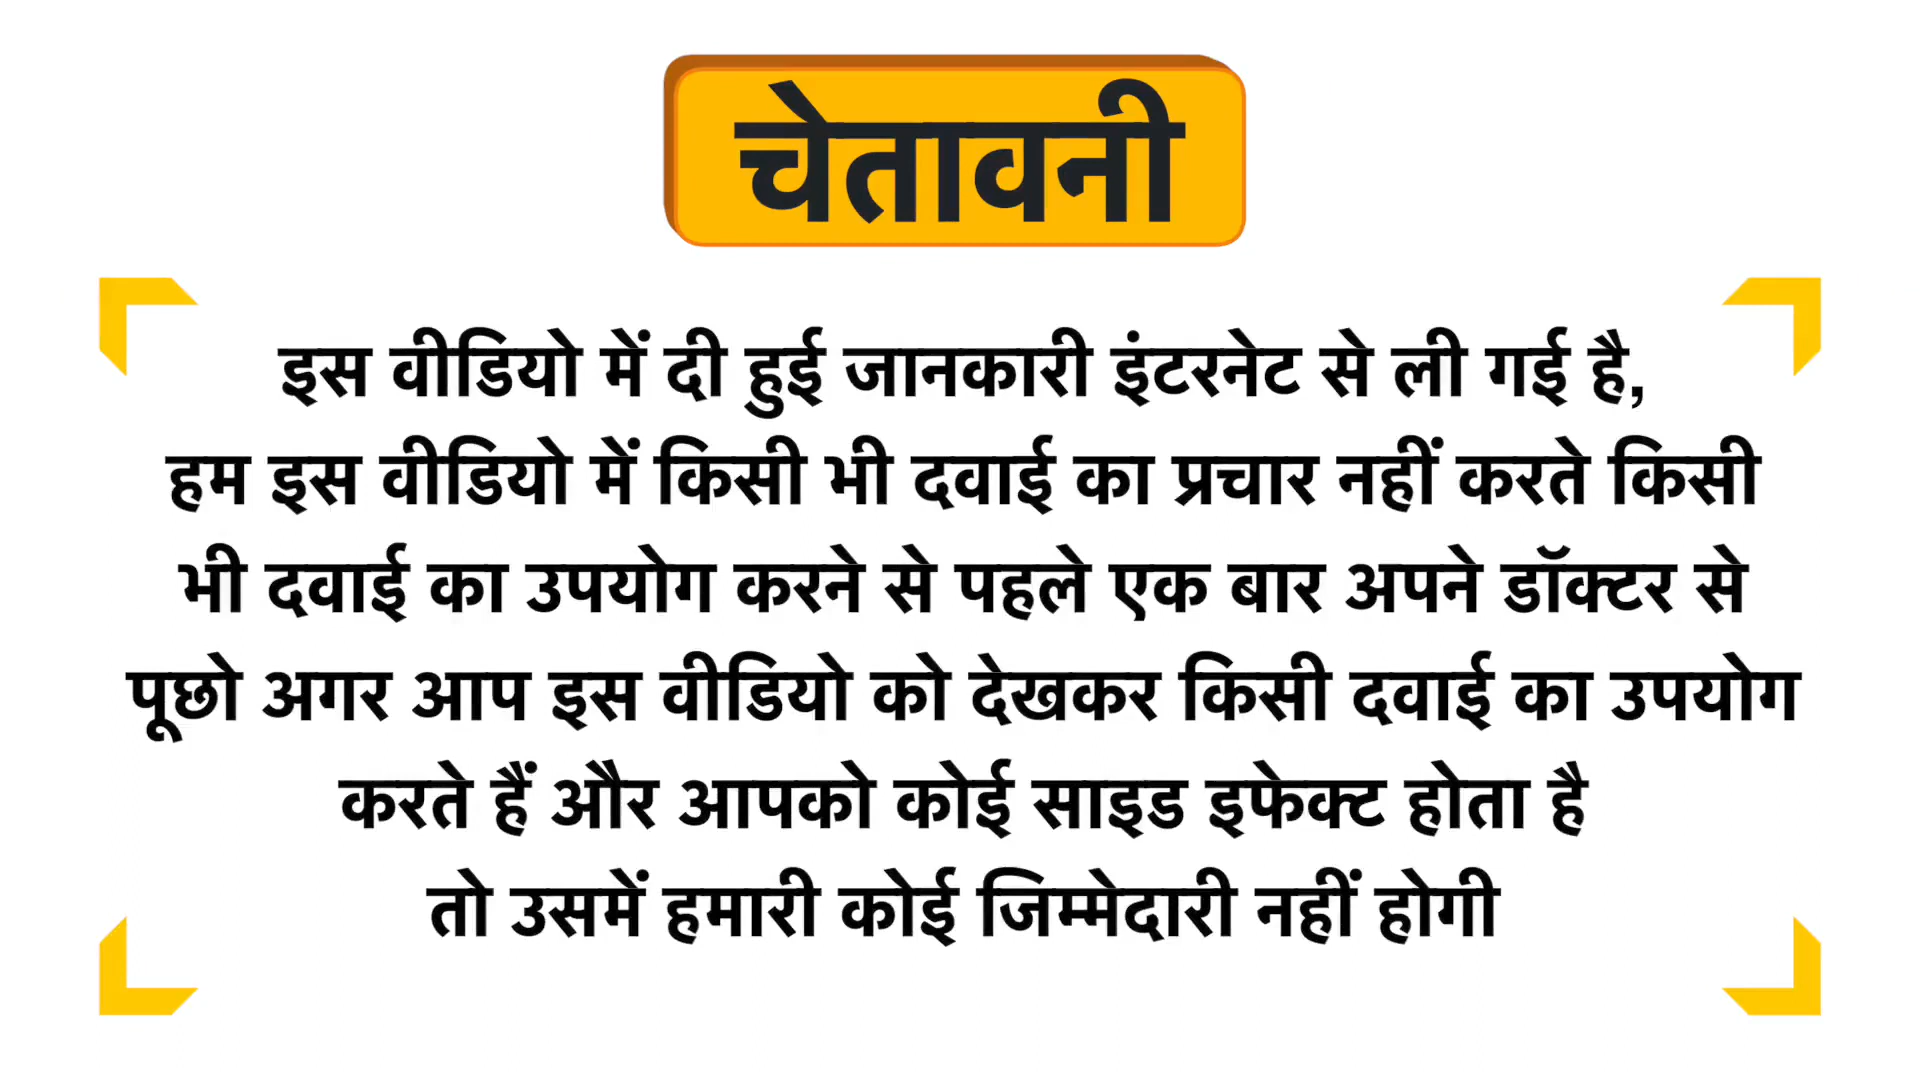 चेतावनी
इस वीडियो में दी हुई जानकारी इंटरनेट से ली गई है,
हम इस वीडियो में किसी भी दवाई का प्रचार नहीं करते किसी
भी दवाई का उपयोग करने से पहले एक बार अपने डॉक्टर से
पूछो अगर आप इस वीडियो को देखकर किसी दवाई का उपयोग
करते हैं और आपको कोई साइड इफेक्ट होता है
तो उसमें हमारी कोई जिम्मेदारी नहीं होगी